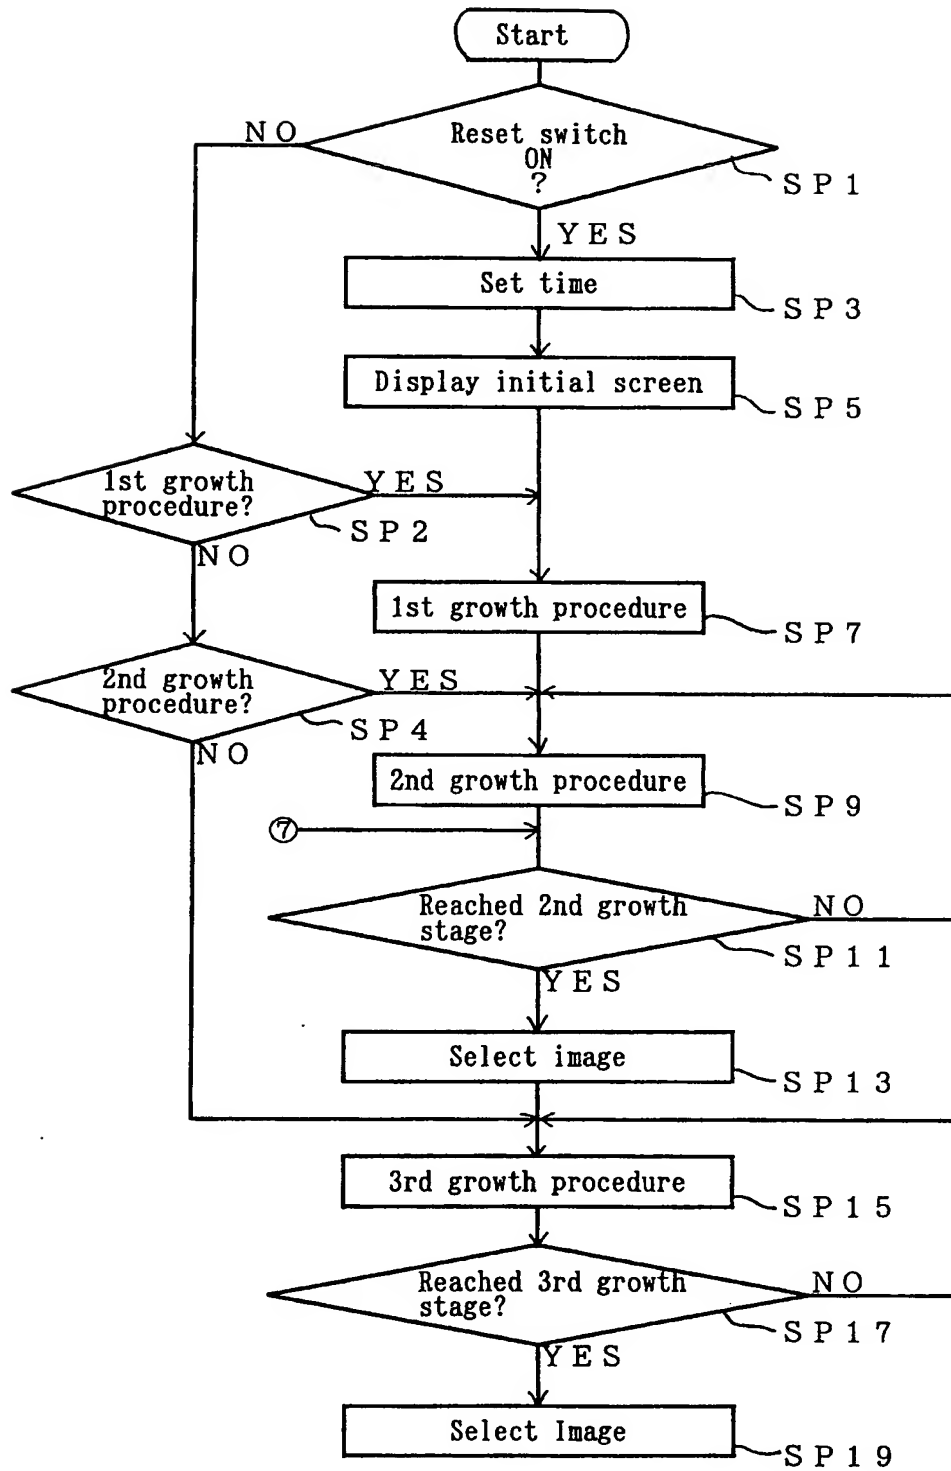 Start
NO
Reset switch
ON
?
SP1
YES
Set time
SP3
Display initial screen
SP5
1st growth
procedure?
YES
SP2
NO
1st growth procedure
SP7
2nd growth
procedure?
YES
SP4
NO
2nd growth procedure
SP9
⑦
Reached 2nd growth
stage?
NO
SP11
YES
Select image
SP13
3rd growth procedure
SP15
Reached 3rd growth
stage?
NO
SP17
YES
Select Image
SP19